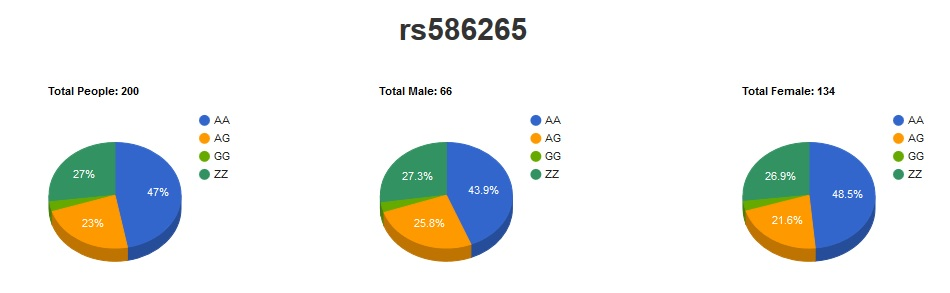 rs586265
Total People: 200
AA
AG
GG
ZZ
27%
47%
23%
Total Male: 66
AA
AG
GG
ZZ
27.3%
43.9%
25.8%
Total Female: 134
AA
AG
GG
ZZ
26.9%
48.5%
21.6%